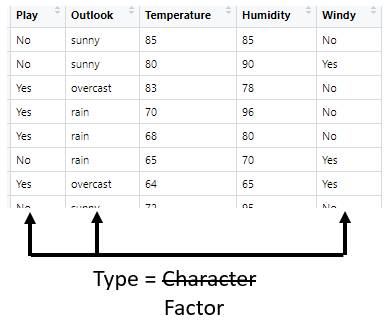 Play Outlook Temperature Humidity Windy
No sunny 85 85 No
No sunny 80 90 Yes
Yes overcast 83 78 No
Yes rain 70 96 No
Yes rain 68 80 No
No rain 65 70 Yes
Yes overcast 64 65 Yes
No sunny 72 95 No
Type = Character
Factor